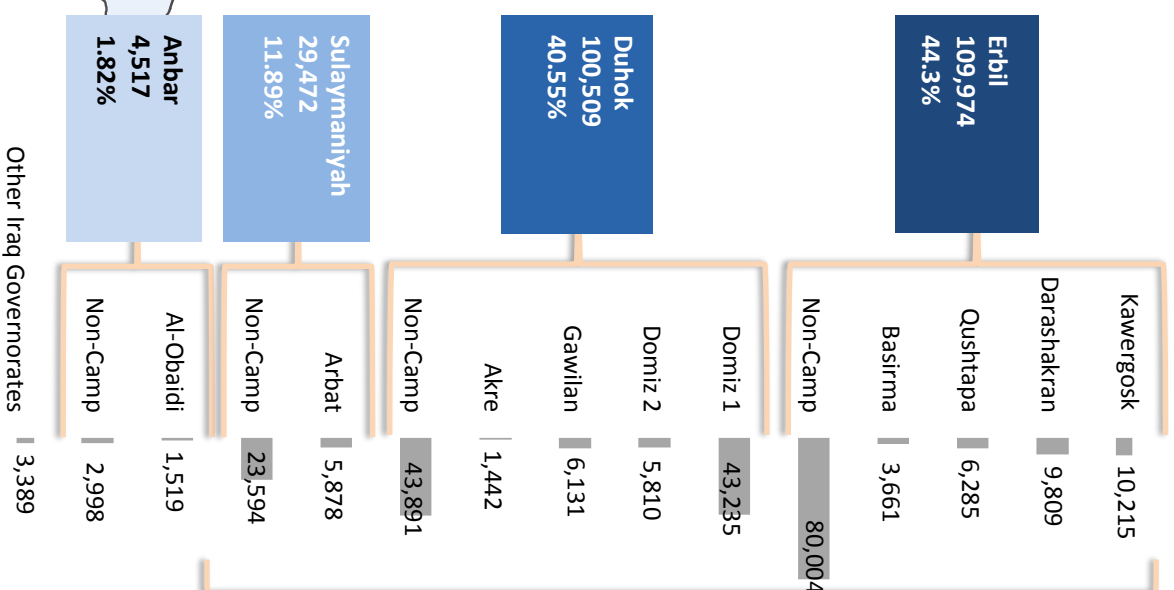 Erbil
109,974
44.3%
Kawergosk 10,215
Darashakran 9,809
Qushtapa 6,285
Basirma 3,661
Non-Camp 80,004
Duhok
100,509
40.55%
Domiz 1 43,235
Domiz 2 5,810
Gawilan 6,131
Akre 1,442
Non-Camp 43,891
Sulaymaniyah
29,472
11.89%
Arbat 5,878
Non-Camp 23,594
Anbar
4,517
1.82%
Al-Obaidi 1,519
Non-Camp 2,998
Other Iraq Governorates 3,389